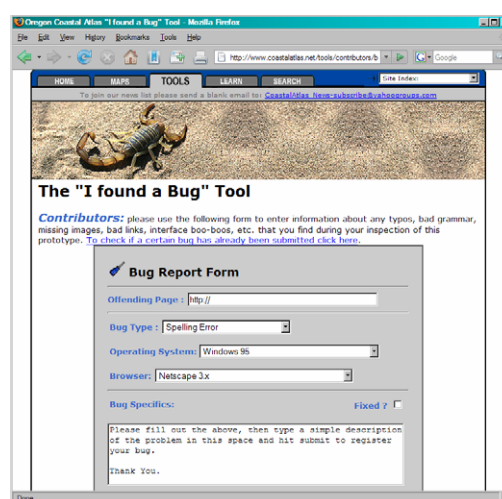 Oregon Coastal Atlas "I found a Bug" Tool - Mozilla Firefox
File Edit View History Bookmarks Tools Help
http://www.coastalatlas.net/tools/contributors/b
Google
HOME MAPS TOOLS LEARN SEARCH
Site Index:
To join our news list please send a blank email to: CoastalAtlas_News-subscribe@yahoogroups.com
The "I found a Bug" Tool
Contributors: please use the following form to enter information about any typos, bad grammar,
missing images, bad links, interface boo-boos, etc. that you find during your inspection of this
prototype. To check if a certain bug has already been submitted click here.
Bug Report Form
Offending Page : http://
Bug Type : Spelling Error
Operating System: Windows 95
Browser: Netscape 3.x
Bug Specifics: Fixed ?
Please fill out the above, then type a simple description
of the problem in this space and hit submit to register
your bug.
Thank You.
Done